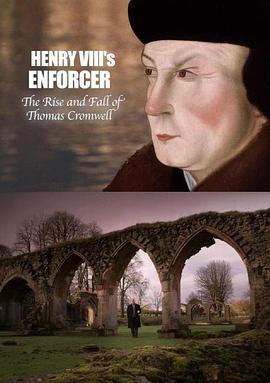 HENRY VIII's
ENFORCER
The Rise and Fall of
Thomas Cromwell